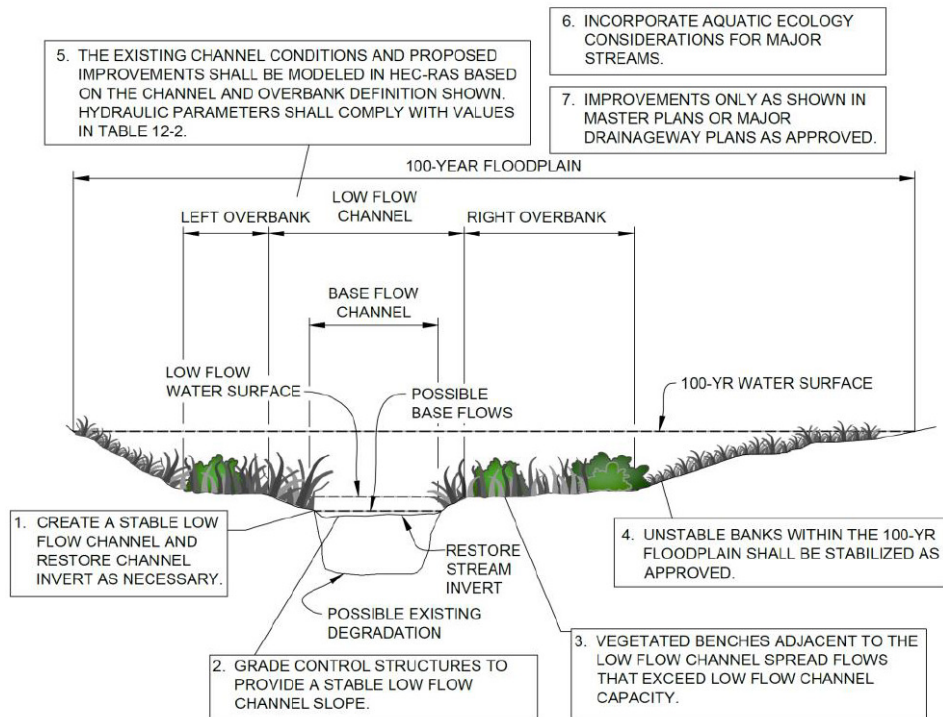 5. THE EXISTING CHANNEL CONDITIONS AND PROPOSED
IMPROVEMENTS SHALL BE MODELED IN HEC-RAS BASED
ON THE CHANNEL AND OVERBANK DEFINITION SHOWN.
HYDRAULIC PARAMETERS SHALL COMPLY WITH VALUES
IN TABLE 12-2.
6. INCORPORATE AQUATIC ECOLOGY
CONSIDERATIONS FOR MAJOR
STREAMS.
7. IMPROVEMENTS ONLY AS SHOWN IN
MASTER PLANS OR MAJOR
DRAINAGEWAY PLANS AS APPROVED.
100-YEAR FLOODPLAIN
LEFT OVERBANK
LOW FLOW
CHANNEL
RIGHT OVERBANK
BASE FLOW
CHANNEL
LOW FLOW
WATER SURFACE
POSSIBLE
BASE FLOWS
100-YR WATER SURFACE
1. CREATE A STABLE LOW
FLOW CHANNEL AND
RESTORE CHANNEL
INVERT AS NECESSARY.
RESTORE
STREAM
INVERT
4. UNSTABLE BANKS WITHIN THE 100-YR
FLOODPLAIN SHALL BE STABILIZED AS
APPROVED.
POSSIBLE EXISTING
DEGRADATION
2. GRADE CONTROL STRUCTURES TO
PROVIDE A STABLE LOW FLOW
CHANNEL SLOPE.
3. VEGETATED BENCHES ADJACENT TO THE
LOW FLOW CHANNEL SPREAD FLOWS
THAT EXCEED LOW FLOW CHANNEL
CAPACITY.